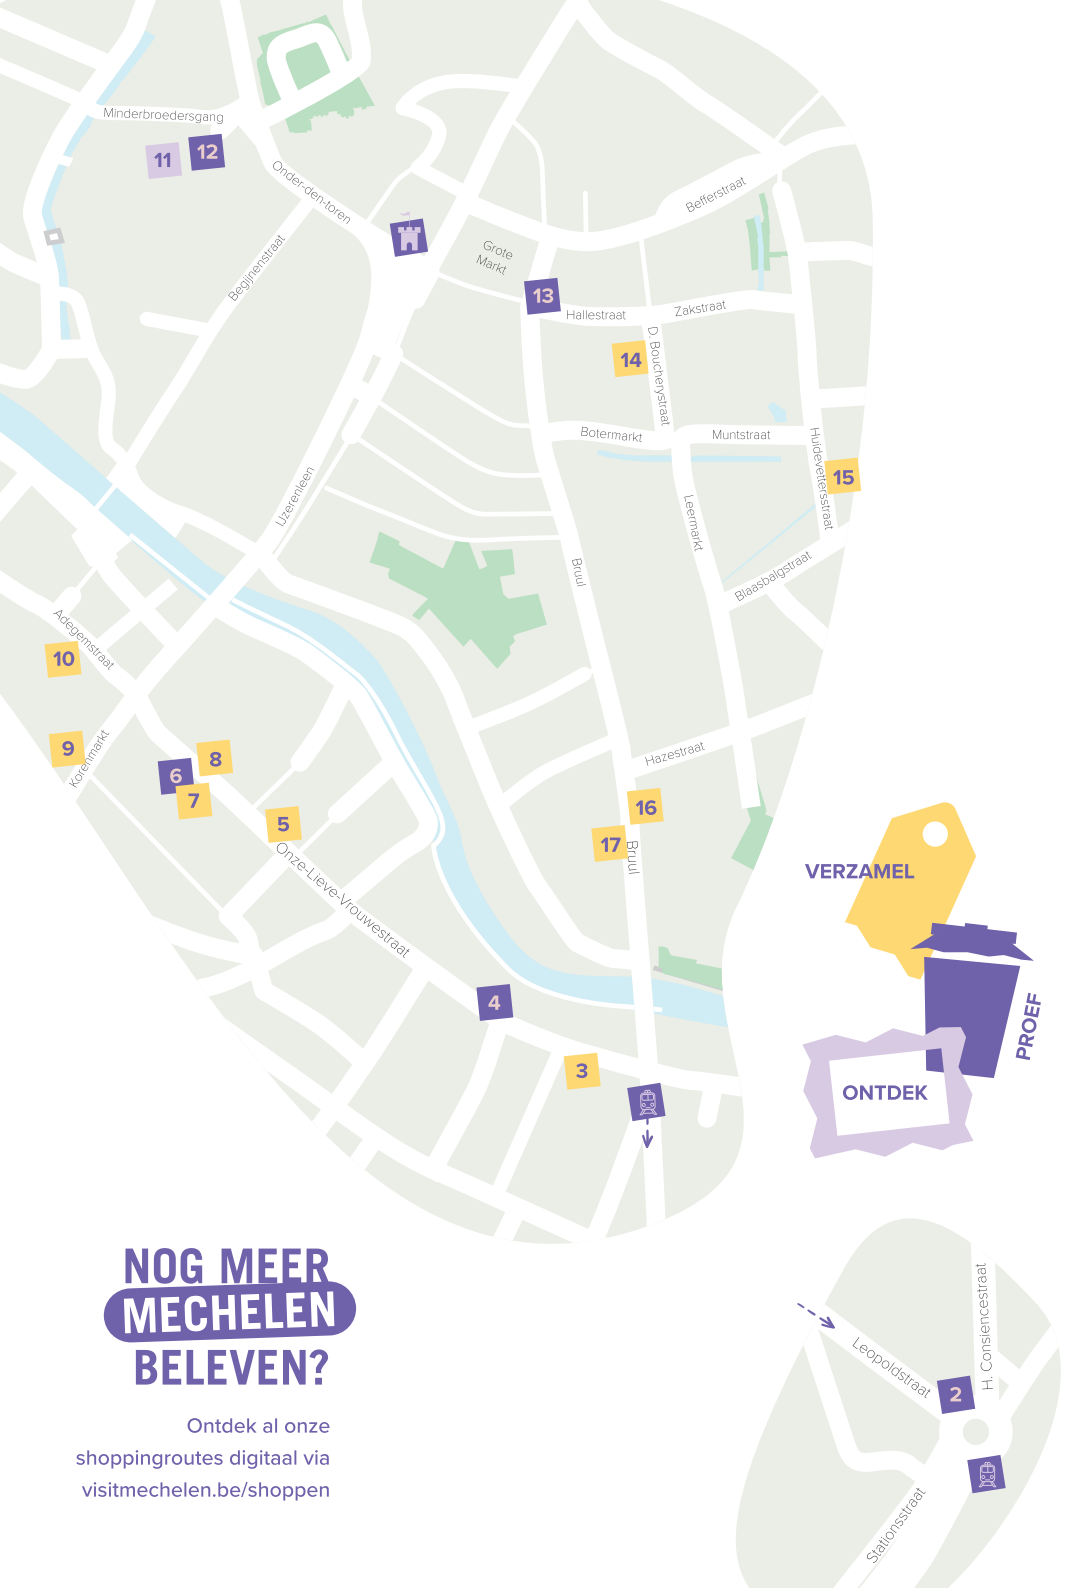 Minderbroedersgang
11
12
Onder-den-toren
Befferstraat
Begijnenstraat
Grote
Markt
13
Hallestraat
Zakstraat
14
D. Boucherystraat
Botermarkt
Muntstraat
Huidevettersstraat
15
IJzerenleen
Leermarkt
Bruul
Blaasbalgstraat
Adegemstraat
10
9
Korenmarkt
8
6
7
5
Hazestraat
16
17
Bruul
Onze-Lieve-Vrouwestraat
4
3
VERZAMEL
PROEF
ONTDEK
NOG MEER
MECHELEN
BELEVEN?
Ontdek al onze
shoppingroutes digitaal via
visitmechelen.be/shoppen
H. Consiencestraat
Leopoldstraat
2
Stationsstraat